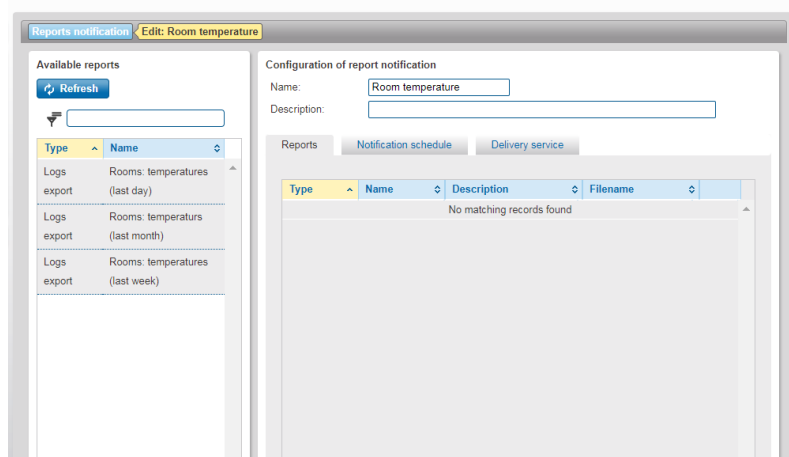 Reports notification Edit: Room temperature
Available reports
Refresh
Type Name
Logs export Rooms: temperatures (last day)
Logs export Rooms: temperaturs (last month)
Logs export Rooms: temperatures (last week)
Configuration of report notification
Name: Room temperature
Description:
Reports Notification schedule Delivery service
Type Name Description Filename
No matching records found